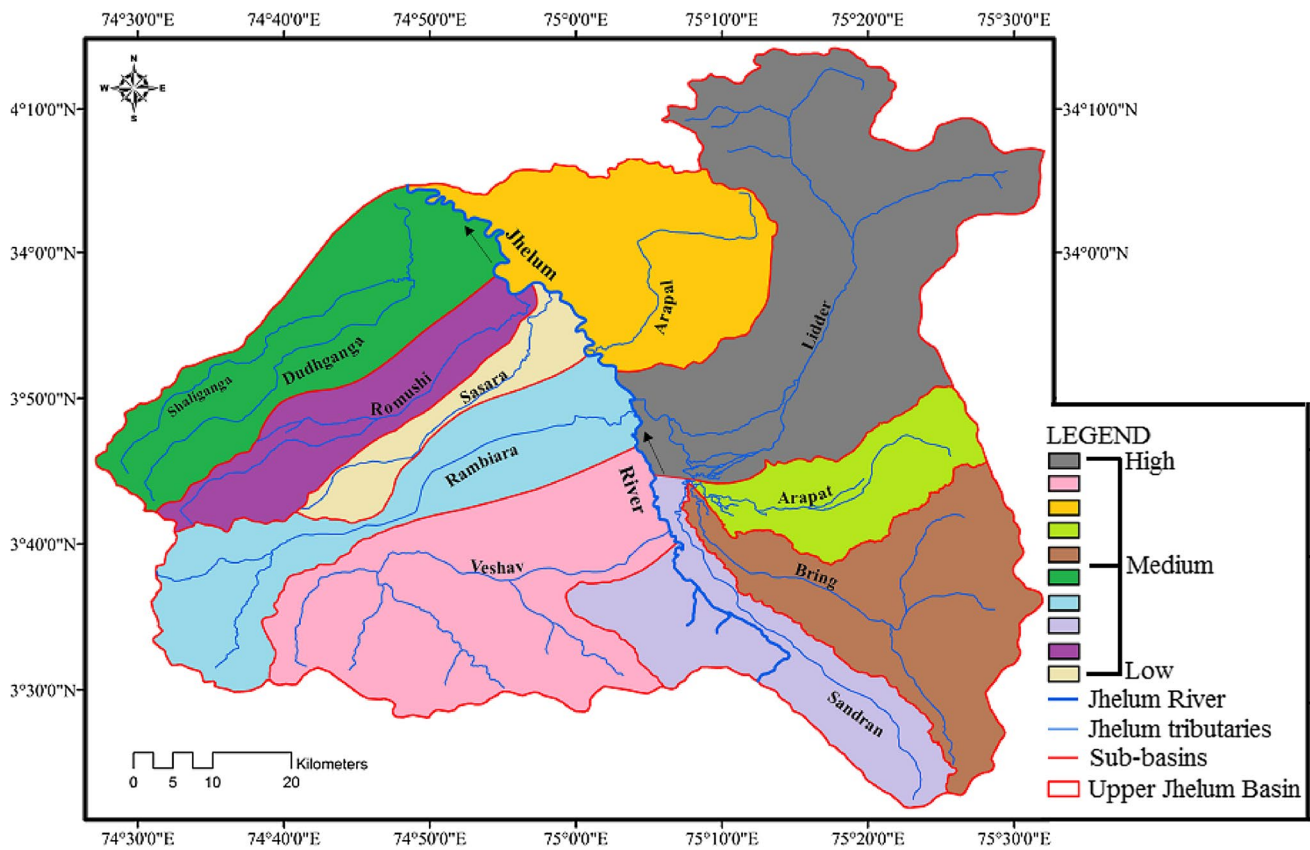 74°30'0"E 74°40'0"E 74°50'0"E 75°0'0"E 75°10'0"E 75°20'0"E 75°30'0"E
N
W E
S
4°10'0"N
34°10'0"N
34°0'0"N
34°0'0"N
3°50'0"N
3°40'0"N
3°30'0"N
Jhelum
Arapal
Lidder
Shaliganga
Dudhganga
Romushi
Sasara
Rambiara
River
Arapat
Veshav
Bring
Sandran
LEGEND
High
Medium
Low
Jhelum River
Jhelum tributaries
Sub-basins
Upper Jhelum Basin
Kilometers
0 5 10 20
74°30'0"E 74°40'0"E 74°50'0"E 75°0'0"E 75°10'0"E 75°20'0"E 75°30'0"E